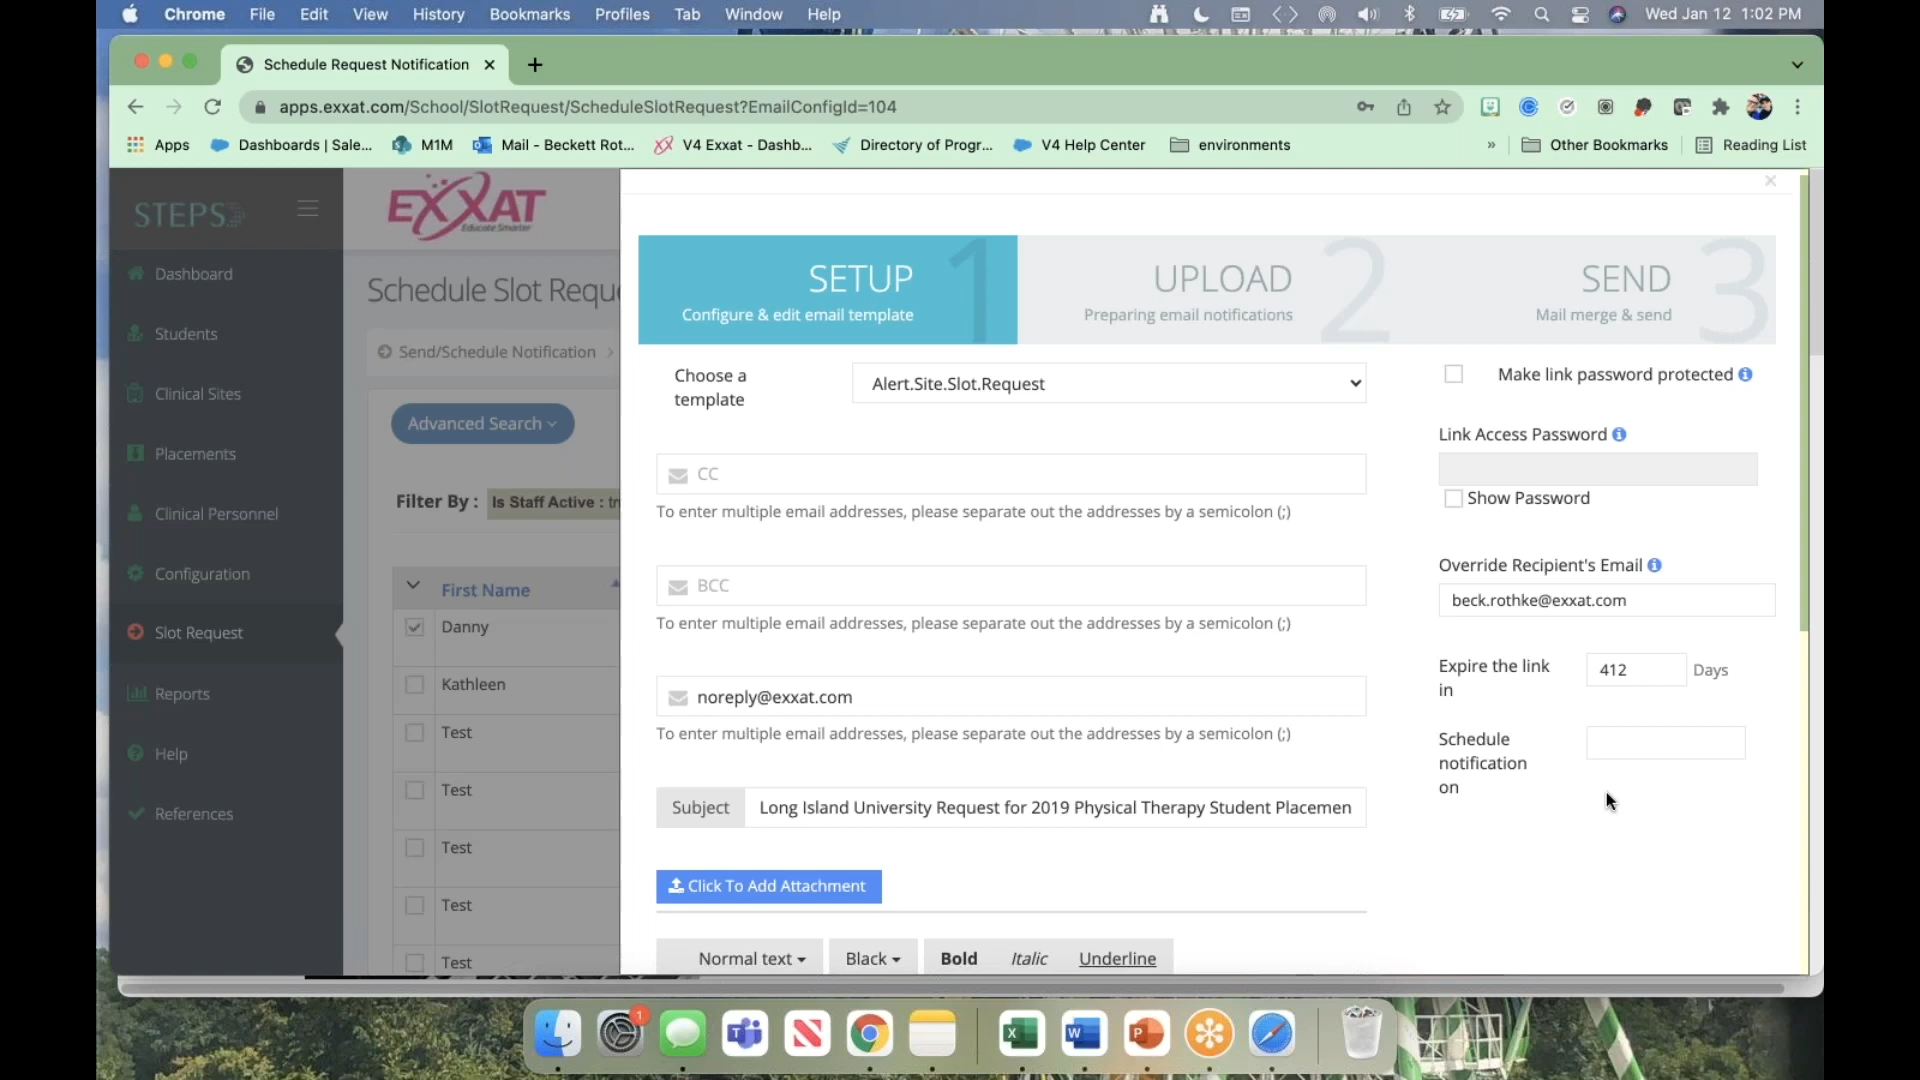 Chrome File Edit View History Bookmarks Profiles Tab Window Help Wed Jan 12 1:02 PM
Schedule Request Notification
apps.exxat.com/School/SlotRequest/ScheduleSlotRequest?EmailConfigId=104
Apps Dashboards | Sale... M1M Mail - Beckett Rot... V4 Exxat - Dashb... Directory of Progr... V4 Help Center environments » Other Bookmarks Reading List
STEPS
Dashboard
Students
Clinical Sites
Placements
Clinical Personnel
Configuration
Slot Request
Reports
Help
References
EXXAT
Educate Smarter
Schedule Slot Requ
Send/Schedule Notification
Advanced Search
Filter By : Is Staff Active : tr
First Name
Danny
Kathleen
Test
Test
Test
Test
Test
SETUP 1
Configure & edit email template
UPLOAD 2
Preparing email notifications
SEND 3
Mail merge & send
Choose a
template
Alert.Site.Slot.Request
CC
To enter multiple email addresses, please separate out the addresses by a semicolon (;)
BCC
To enter multiple email addresses, please separate out the addresses by a semicolon (;)
noreply@exxat.com
To enter multiple email addresses, please separate out the addresses by a semicolon (;)
Subject Long Island University Request for 2019 Physical Therapy Student Placemen
Click To Add Attachment
Normal text Black Bold Italic Underline
Make link password protected
Link Access Password
Show Password
Override Recipient's Email
beck.rothke@exxat.com
Expire the link
in
412 Days
Schedule
notification
on
1